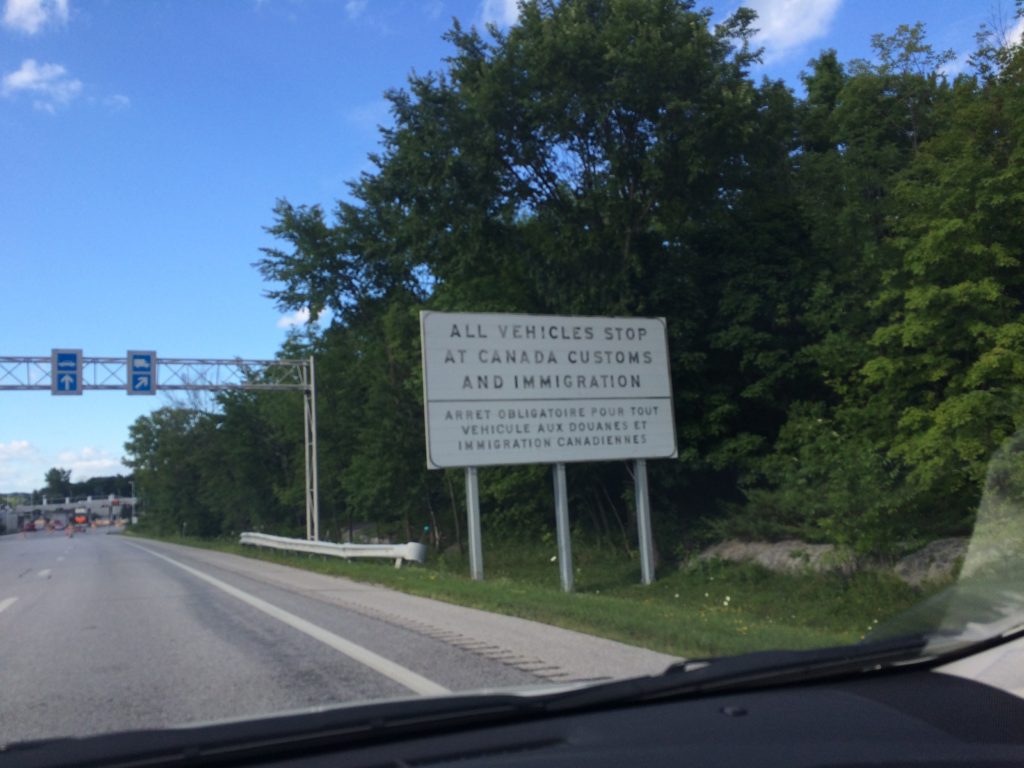 ALL VEHICLES STOP
AT CANADA CUSTOMS
AND IMMIGRATION
ARRET OBLIGATOIRE POUR TOUT
VEHICULE AUX DOUANES ET
IMMIGRATION CANADIENNES